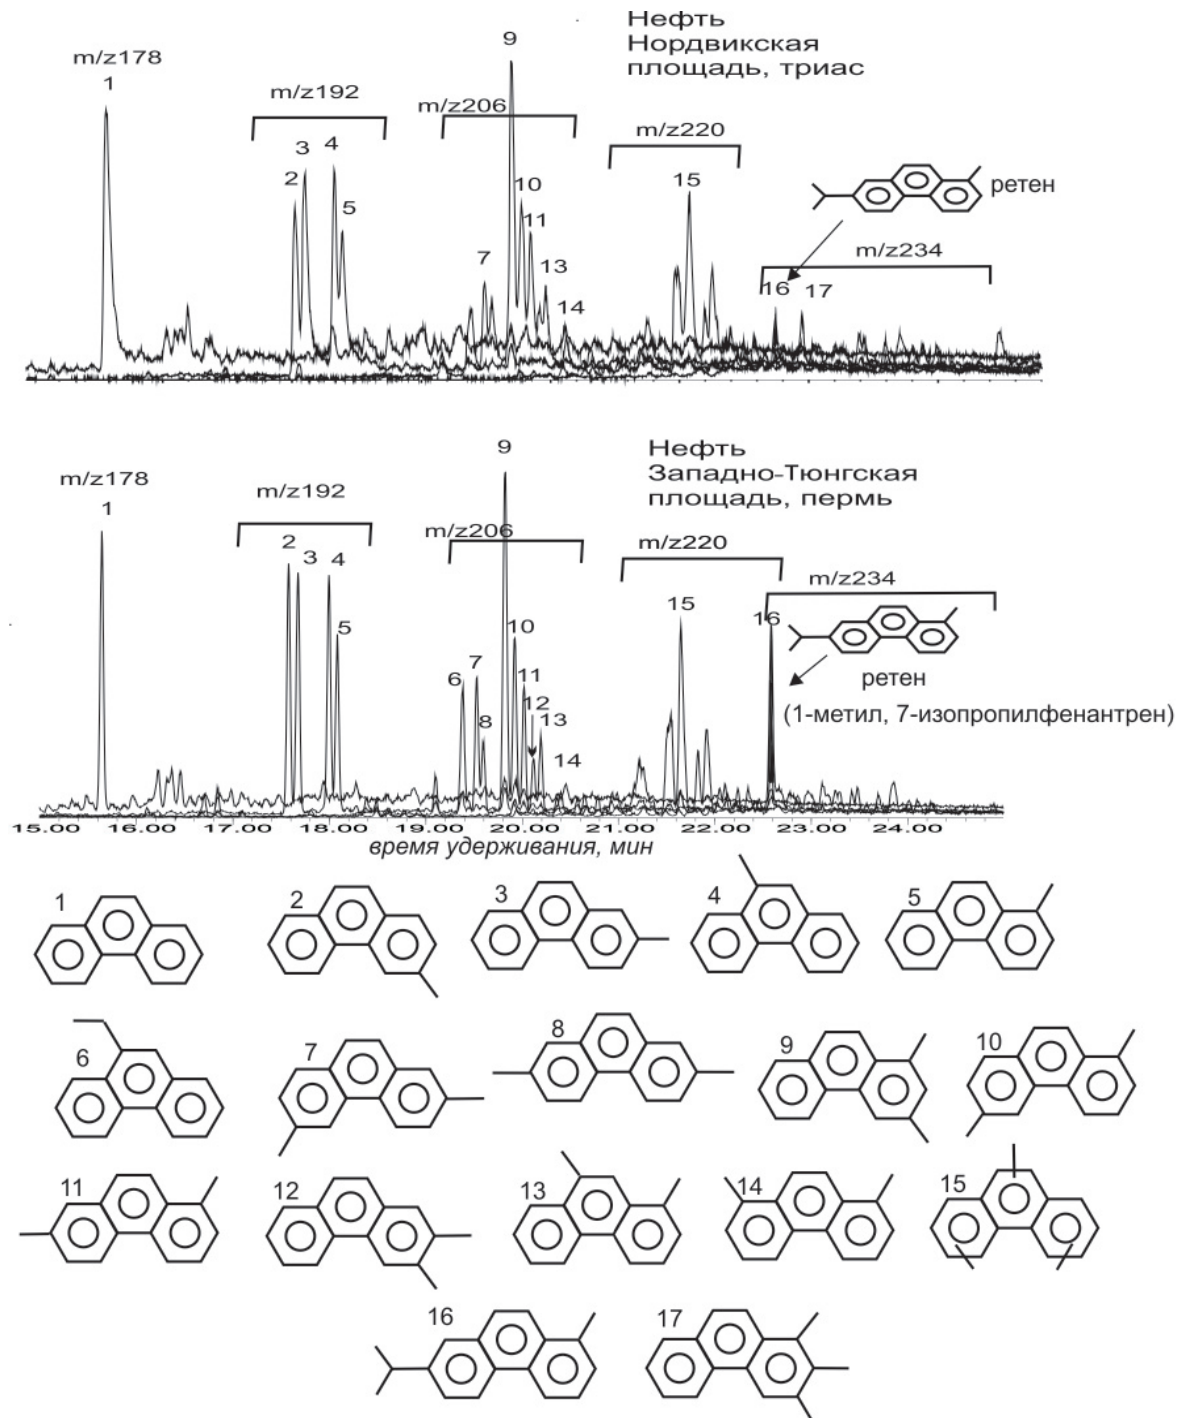 Нефть
Нордвикская
площадь, триас
m/z178
1
m/z192
2
3
4
5
m/z206
7
9
10
11
13
14
m/z220
15
ретен
m/z234
16
17
Нефть
Западно-Тюнгская
площадь, пермь
m/z178
1
m/z192
2
3
4
5
m/z206
6
7
8
9
10
11
12
13
14
m/z220
15
m/z234
16
ретен
(1-метил, 7-изопропилфенантрен)
15.00 16.00 17.00 18.00 19.00 20.00 21.00 22.00 23.00 24.00
время удерживания, мин
1 2 3 4 5
6 7 8 9 10
11 12 13 14 15
16 17